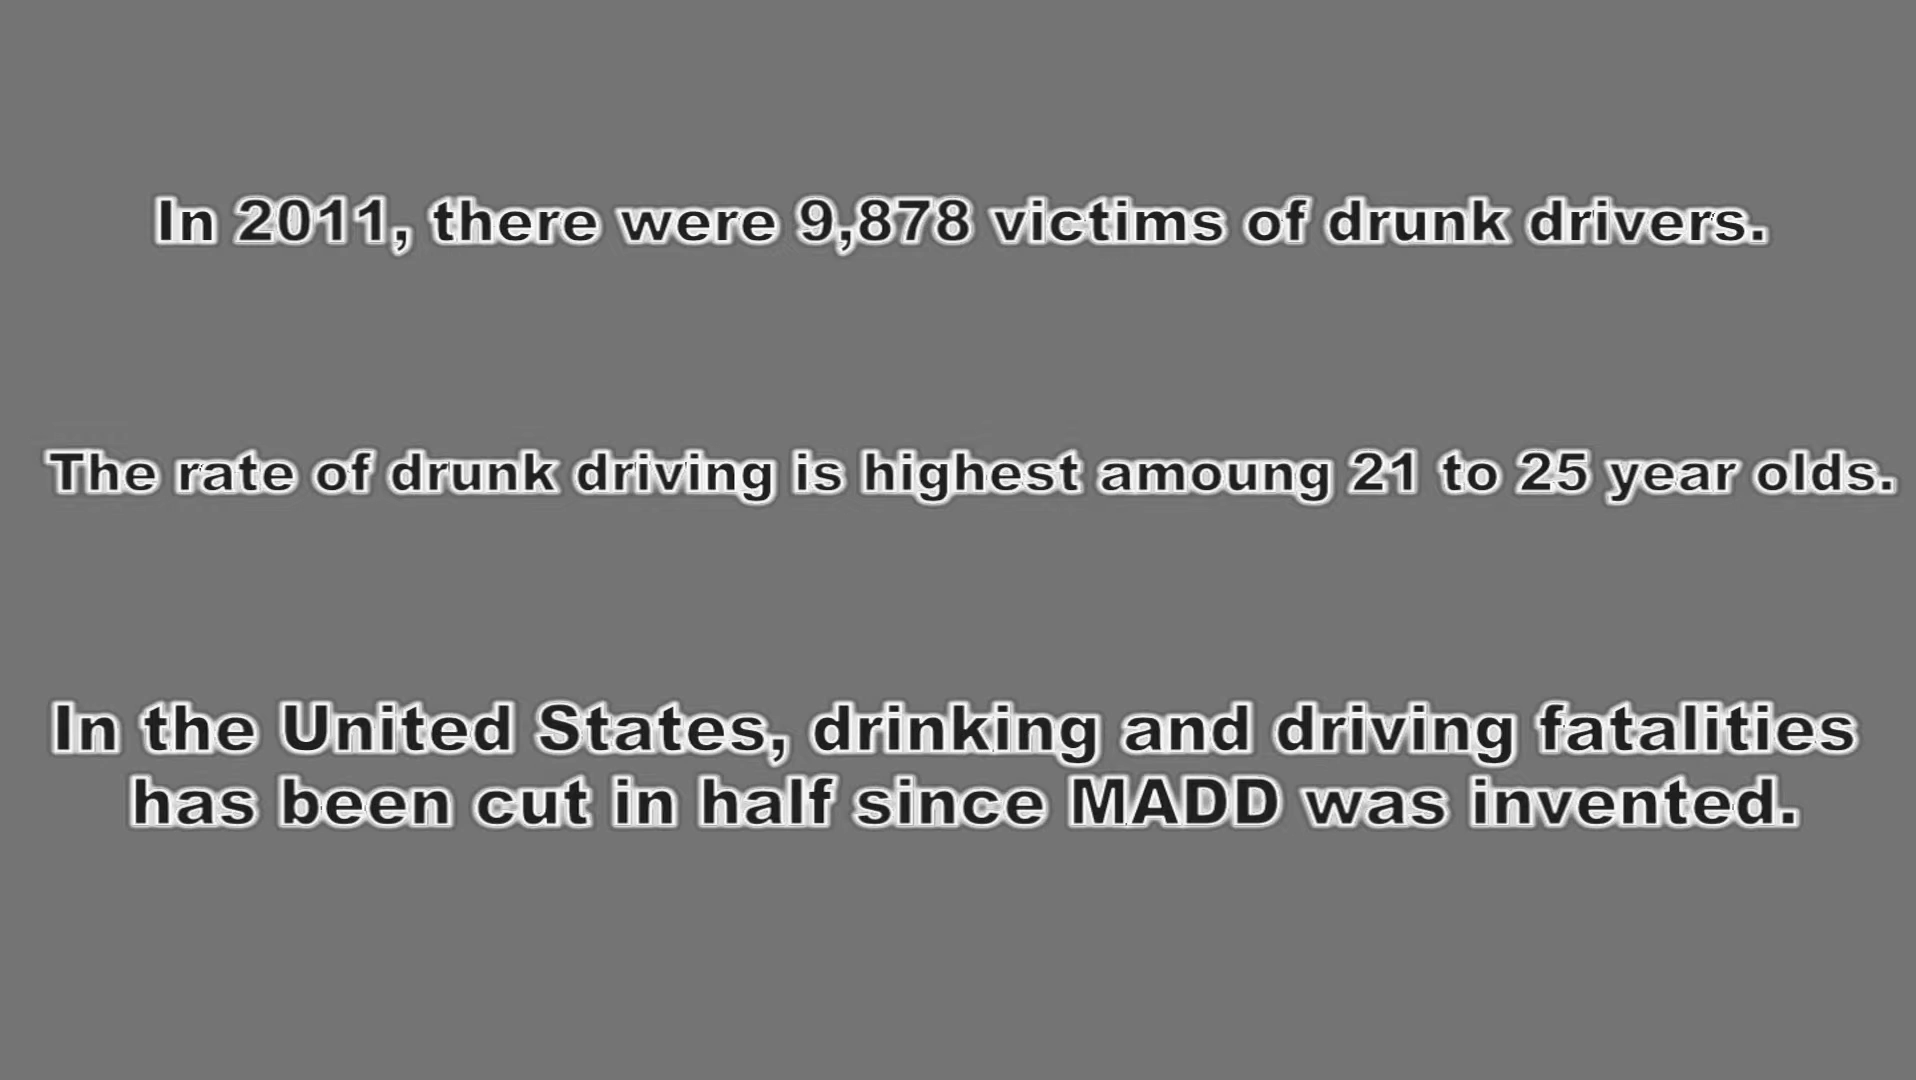 In 2011, there were 9,878 victims of drunk drivers.
The rate of drunk driving is highest amoung 21 to 25 year olds.
In the United States, drinking and driving fatalities
has been cut in half since MADD was invented.